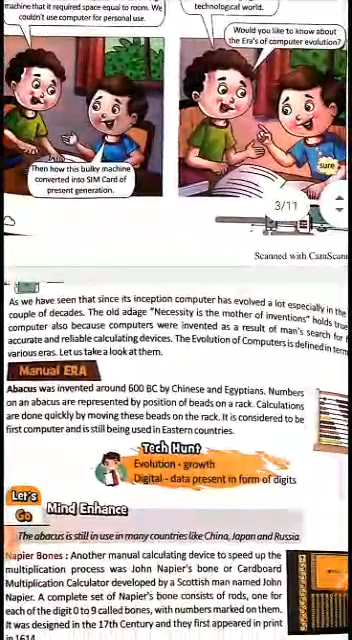 machine that it required space equal to room. We
couldn't use computer for personal use.
technological world.
Would you like to know about
the Era's of computer evolution?
Then how this bulky machine
converted into SIM Card of
present generation.
sure
3/11
Scanned with CamScan
As we have seen that since its inception computer has evolved a lot especially in the
couple of decades. The old adage "Necessity is the mother of inventions" holds true
computer also because computers were invented as a result of man's search for
accurate and reliable calculating devices. The Evolution of Computers is defined in term
various eras. Let us take a look at them.
Manual ERA
Abacus was invented around 600 BC by Chinese and Egyptians. Numbers
on an abacus are represented by position of beads on a rack. Calculations
are done quickly by moving these beads on the rack. It is considered to be
first computer and is still being used in Eastern countries.
Tech Hunt
Evolution - growth
Digital - data present in form of digits
Let's
Go
Mind Enhance
The abacus is still in use in many countries like China, Japan and Russia
Napier Bones : Another manual calculating device to speed up the
multiplication process was John Napier's bone or Cardboard
Multiplication Calculator developed by a Scottish man named John
Napier. A complete set of Napier's bone consists of rods, one for
each of the digit 0 to 9 called bones, with numbers marked on them.
It was designed in the 17th Century and they first appeared in print
in 1614